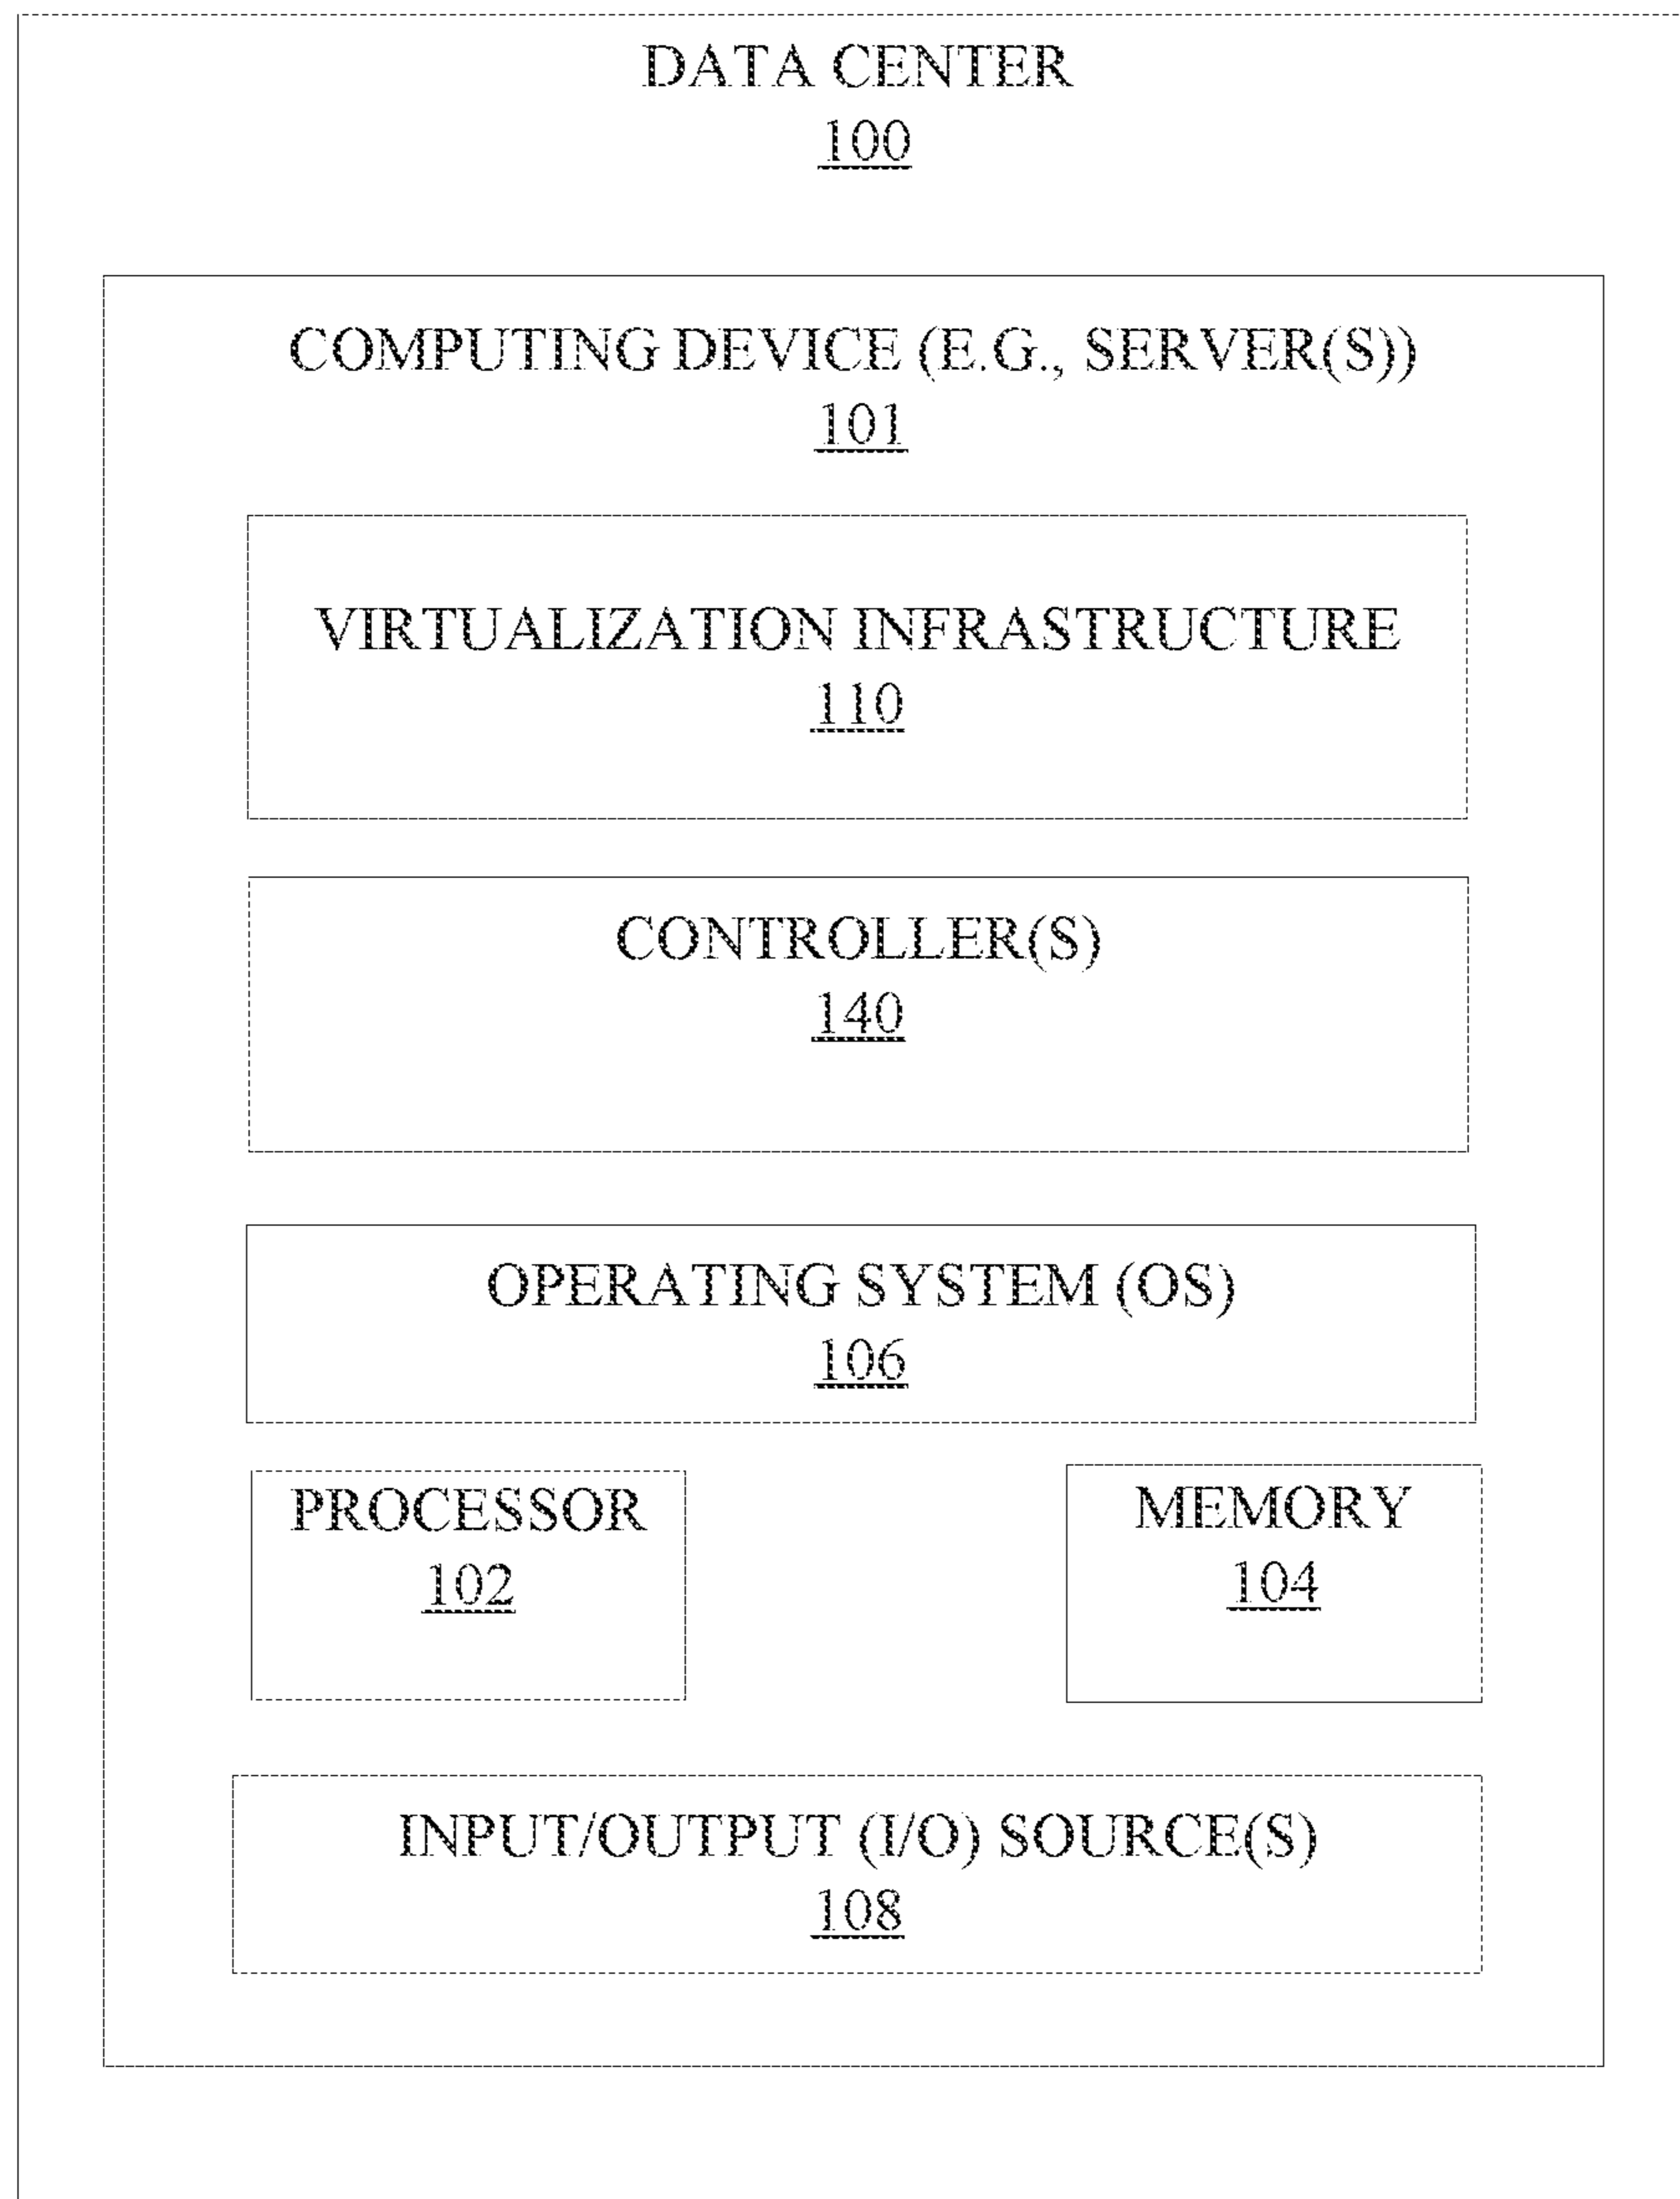 DATA CENTER
100
COMPUTING DEVICE (E.G., SERVER(S))
101
VIRTUALIZATION INFRASTRUCTURE
110
CONTROLLER(S)
140
OPERATING SYSTEM (OS)
106
PROCESSOR
102
MEMORY
104
INPUT/OUTPUT (I/O) SOURCE(S)
108